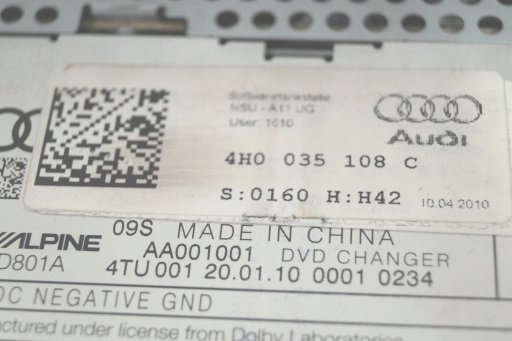 Softwaretankstelle
NSU - A11 UG
User: 1610
Audi
4H0 035 108 C
S:0160 H:H42 10.04.2010
09S MADE IN CHINA
ALPINE AA001001 DVD CHANGER
D801A 4TU 001 20.01.10 0001 0234
DC NEGATIVE GND
under license from Dolby Laboratories